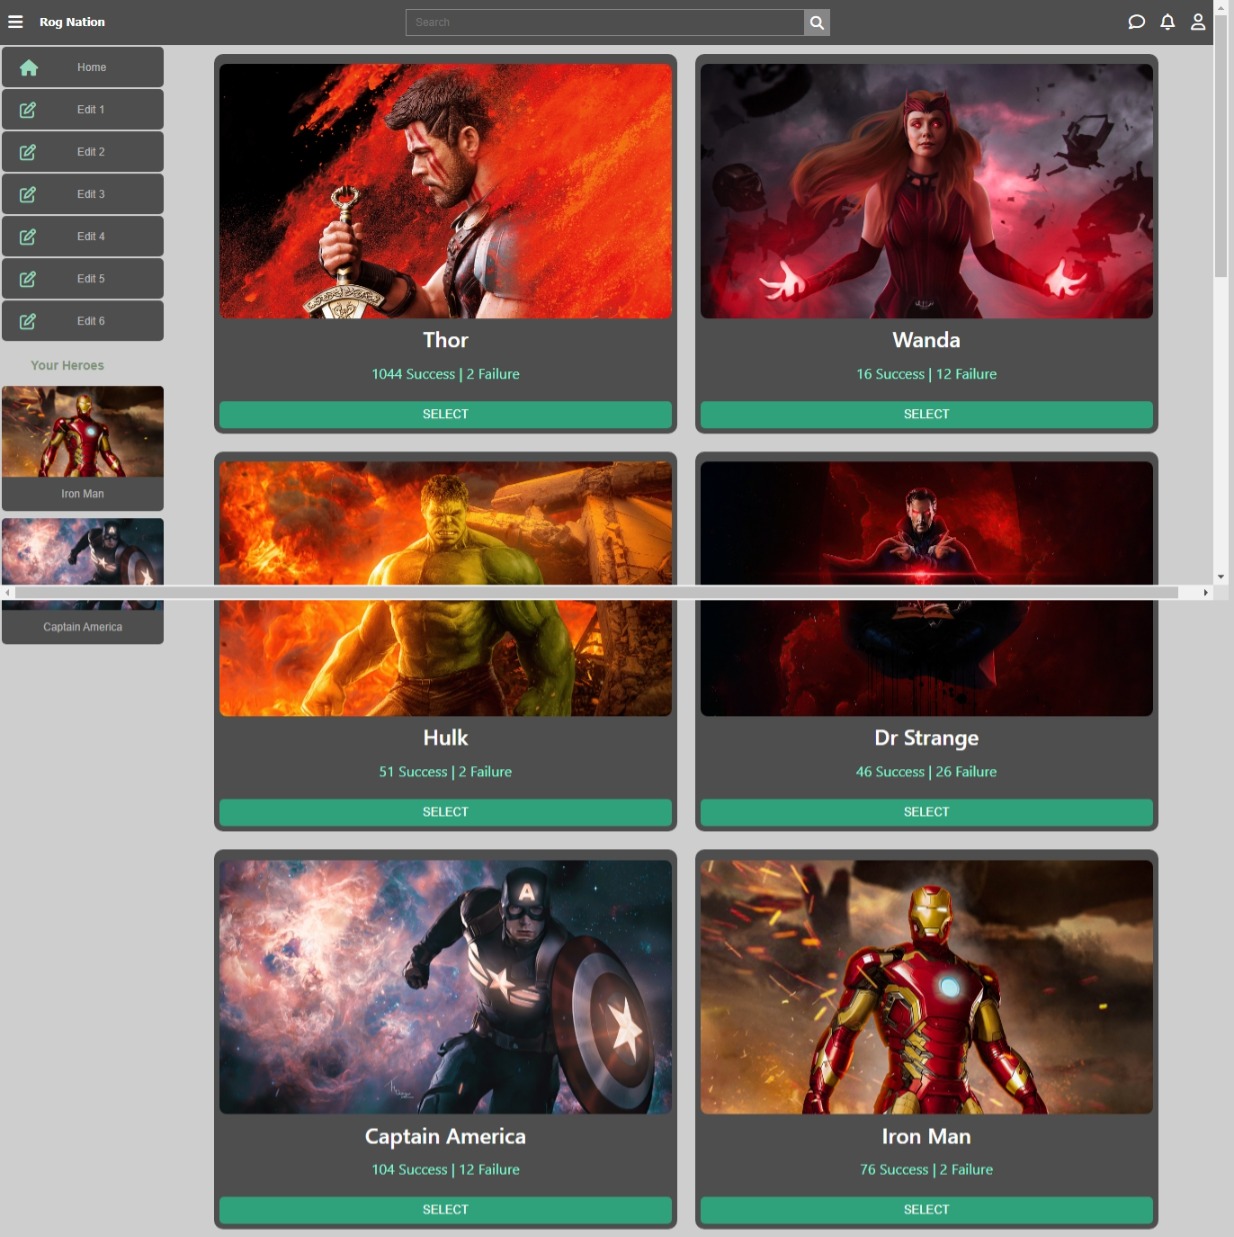 Rog Nation
Search
Home
Edit 1
Edit 2
Edit 3
Edit 4
Edit 5
Edit 6
Your Heroes
Iron Man
Captain America
Thor
1044 Success | 2 Failure
SELECT
Wanda
16 Success | 12 Failure
SELECT
Hulk
51 Success | 2 Failure
SELECT
Dr Strange
46 Success | 26 Failure
SELECT
A
Captain America
104 Success | 12 Failure
SELECT
Iron Man
76 Success | 2 Failure
SELECT